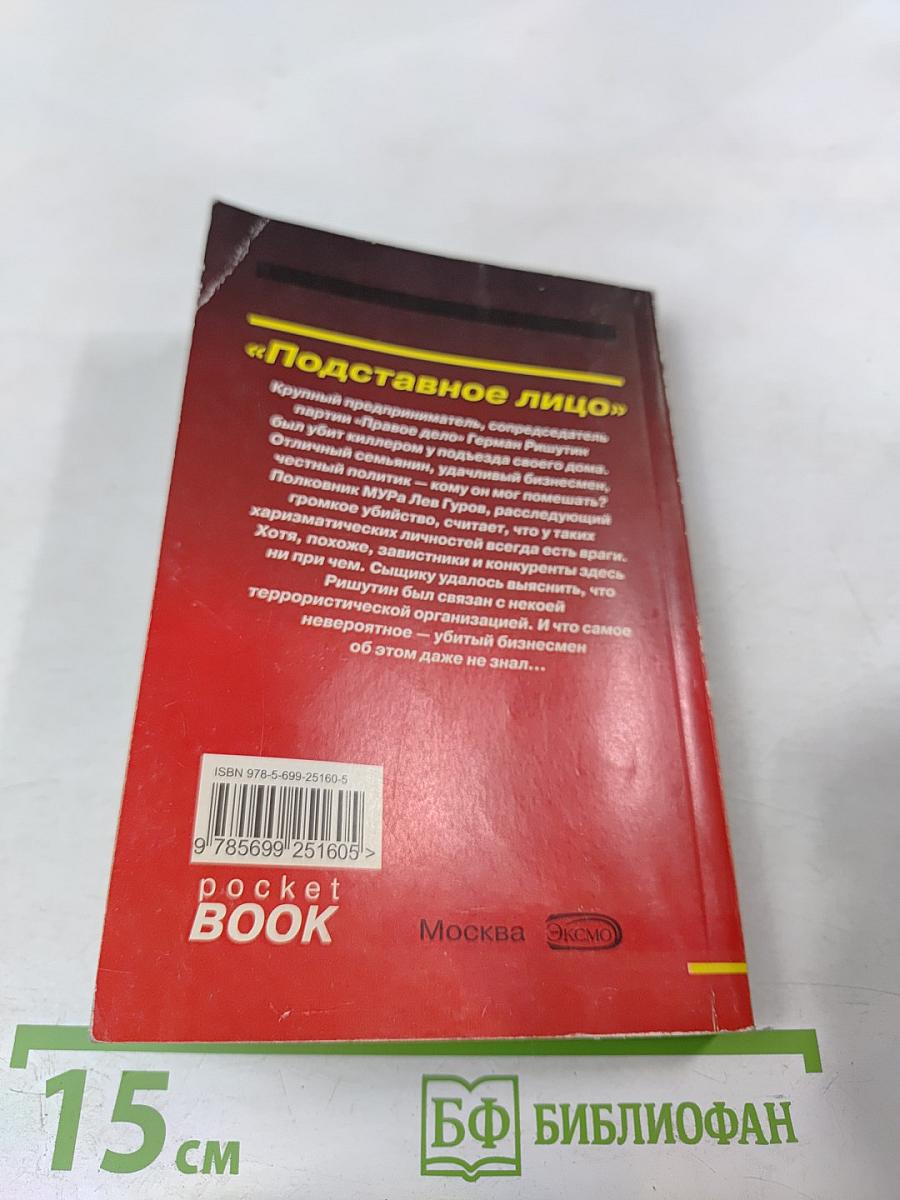 «Подставное лицо»
Крупный предприниматель, сопредседатель
партии «Правое дело» Герман Ришутин
был убит киллером у подъезда своего дома.
Отличный семьянин, удачливый бизнесмен,
честный политик — кому он мог помешать?
Полковник МУРа Лев Гуров, расследующий
громкое убийство, считает, что у таких
харизматических личностей всегда есть враги.
Хотя, похоже, завистники и конкуренты здесь
ни при чем. Сыщику удалось выяснить, что
Ришутин был связан с некоей
террористической организацией. И что самое
невероятное — убитый бизнесмен
об этом даже не знал...
ISBN 978-5-699-25160-5
9 785699 251605 >
pocket
BOOK
Москва ЭКСМО
15 см
БФ БИБЛИОФАН